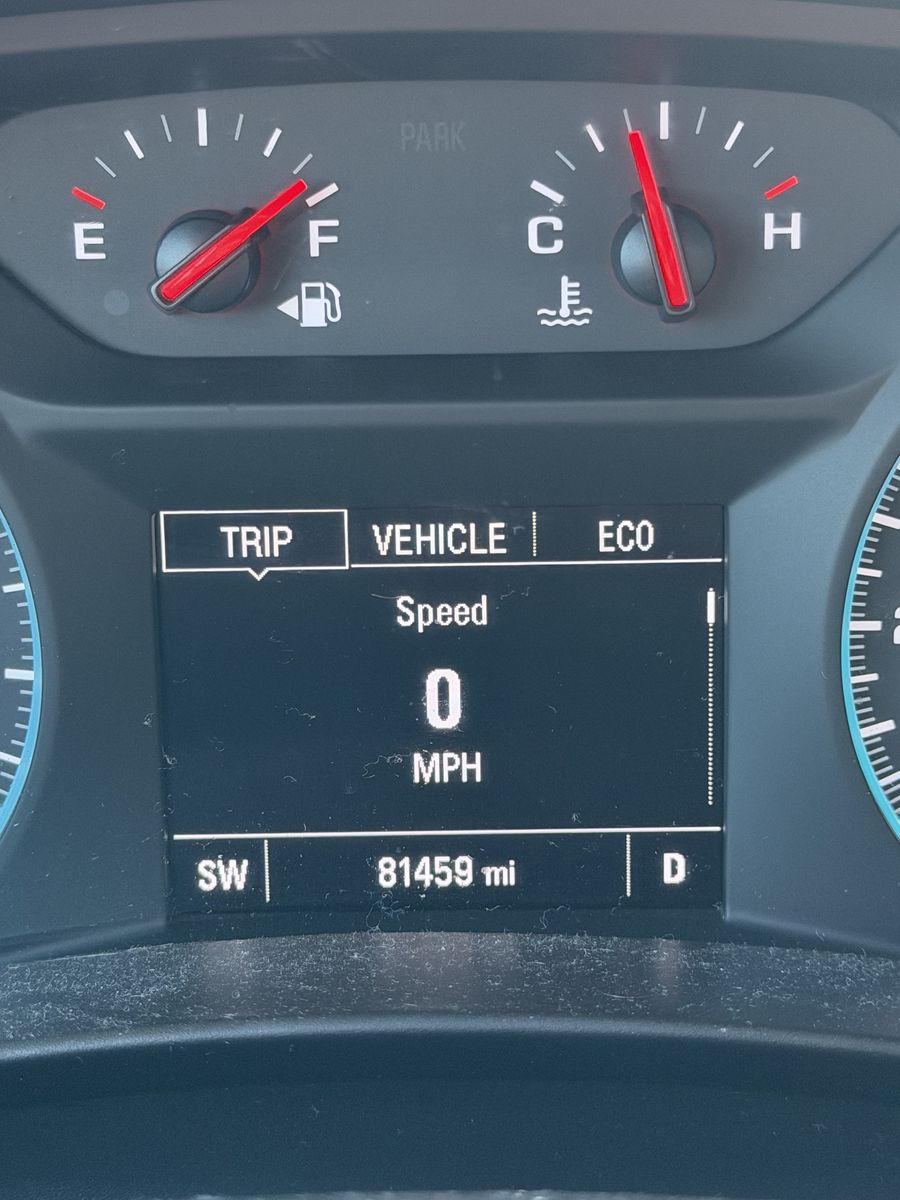 PARK
E F
C H
TRIP VEHICLE ECO
Speed
0
MPH
SW 81459 mi D